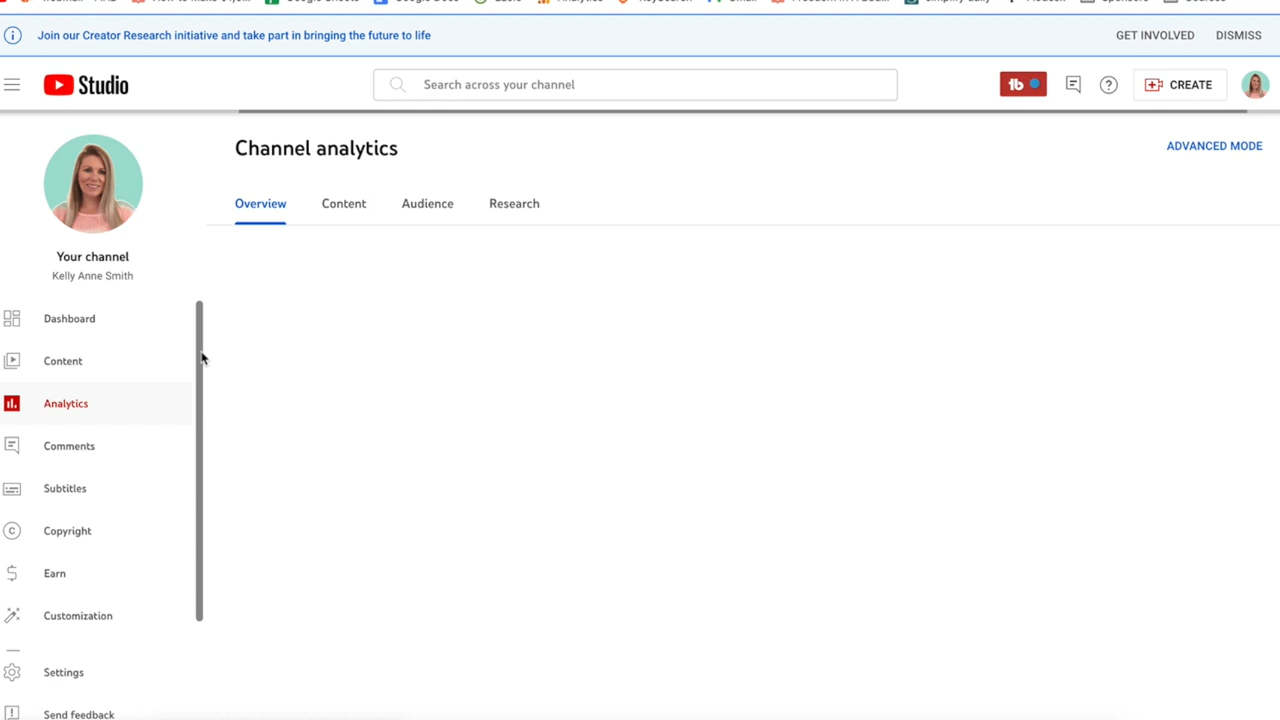 Join our Creator Research initiative and take part in bringing the future to life
GET INVOLVED
DISMISS
Studio
Search across your channel
tb
CREATE
Channel analytics
ADVANCED MODE
Overview
Content
Audience
Research
Your channel
Kelly Anne Smith
Dashboard
Content
Analytics
Comments
Subtitles
Copyright
Earn
Customization
Settings
Send feedback